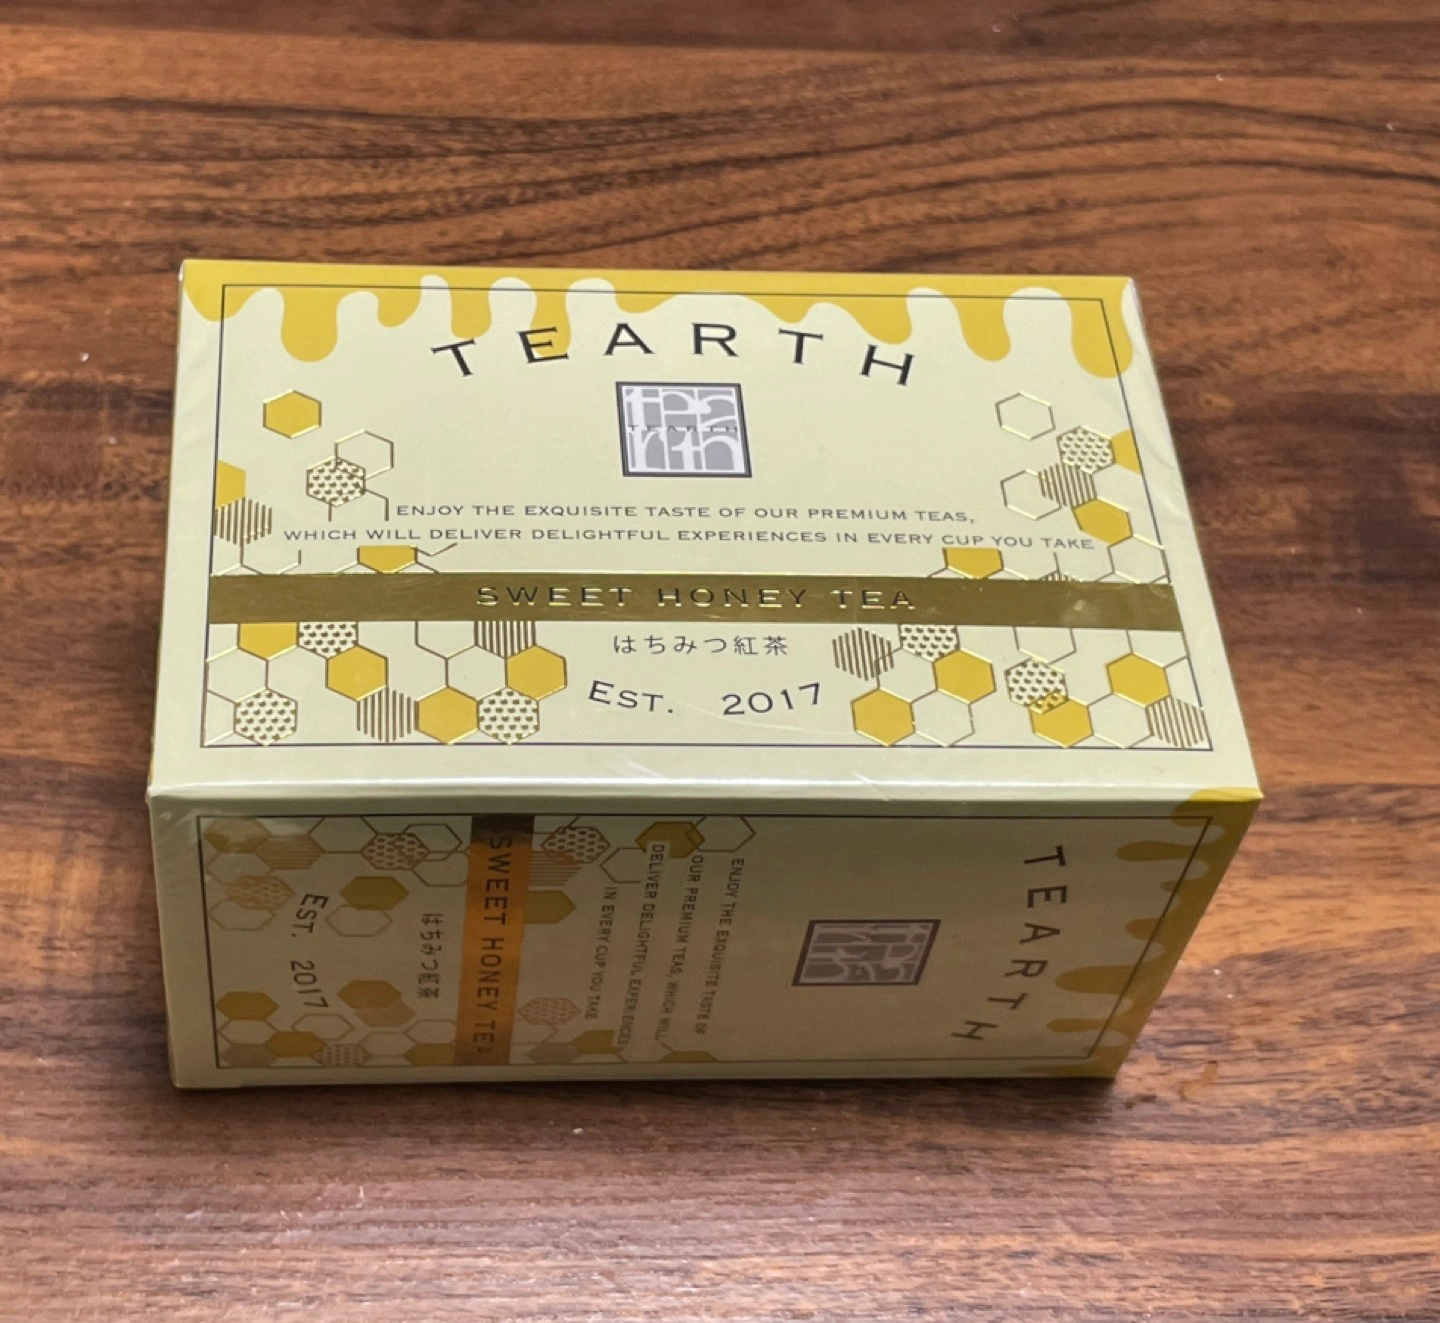 TEARTH
tea
rth
TEARTH
ENJOY THE EXQUISITE TASTE OF OUR PREMIUM TEAS,
WHICH WILL DELIVER DELIGHTFUL EXPERIENCES IN EVERY CUP YOU TAKE
SWEET HONEY TEA
はちみつ紅茶
EST. 2017
TEARTH
ENJOY THE EXQUISITE TASTE OF
OUR PREMIUM TEAS, WHICH WILL
DELIVER DELIGHTFUL EXPERIENCES
IN EVERY CUP YOU TAKE
SWEET HONEY TEA
はちみつ紅茶
EST. 2017